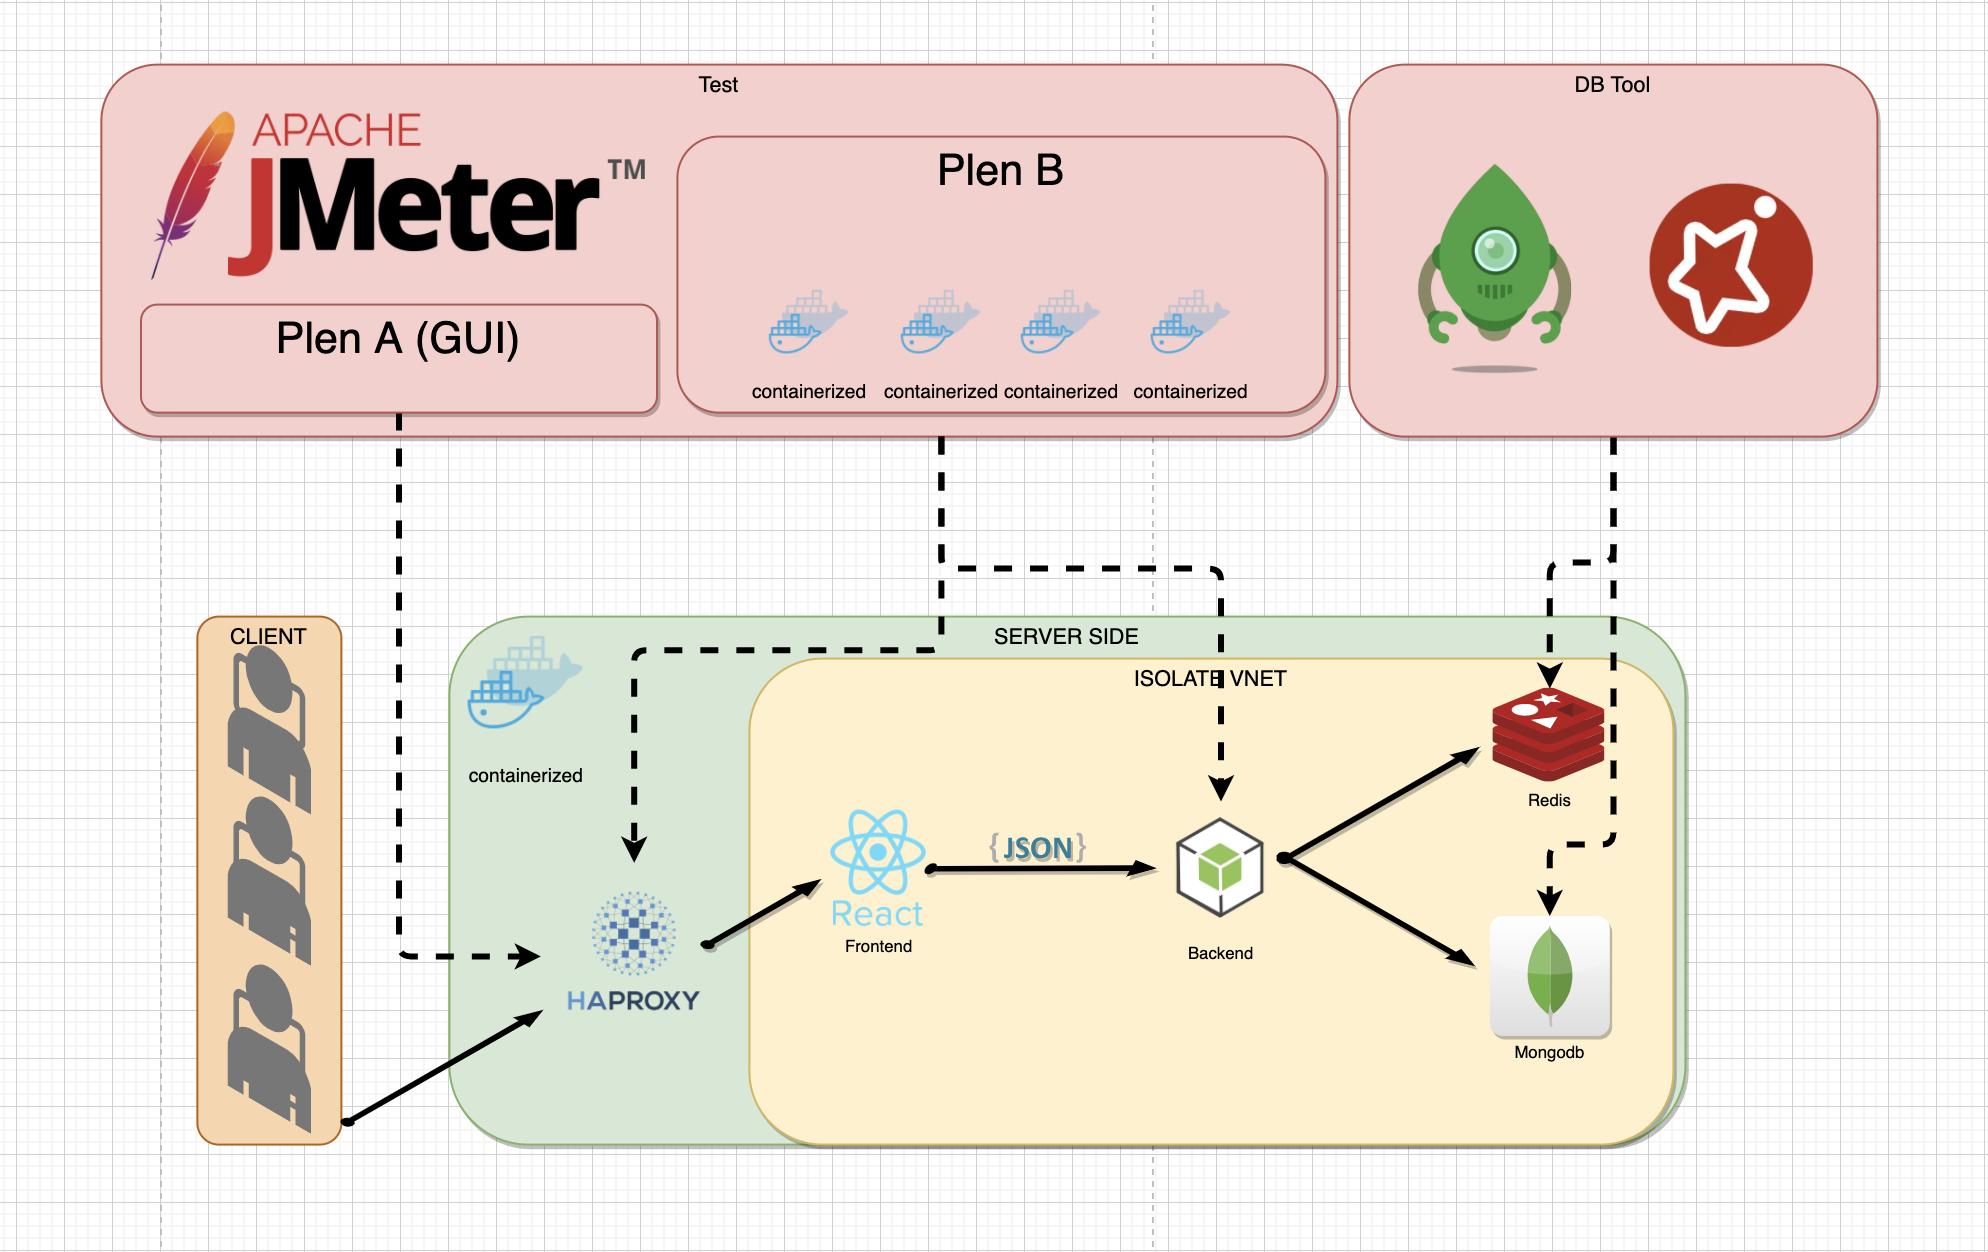 Test
DB Tool
APACHE
JMeter™
Plen B
Plen A (GUI)
containerized
containerized
containerized
containerized
CLIENT
SERVER SIDE
ISOLATE VNET
containerized
Redis
{JSON}
React
Frontend
Backend
HAPROXY
Mongodb